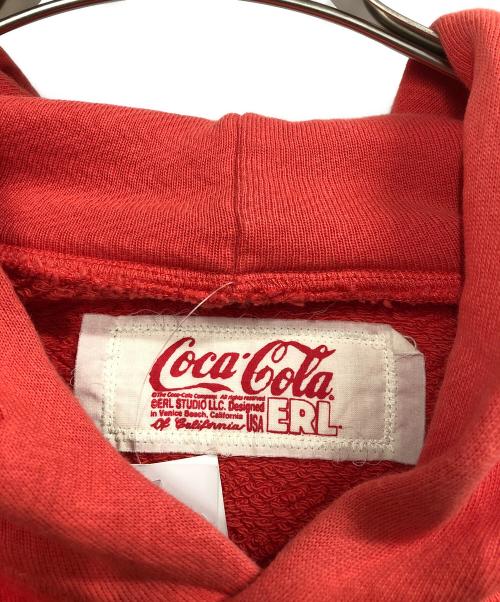 Coca-Cola
©The Coca-Cola Company. All rights reserved.
©ERL STUDIO LLC. Designed
in Venice Beach, California
Of California USA
ERL